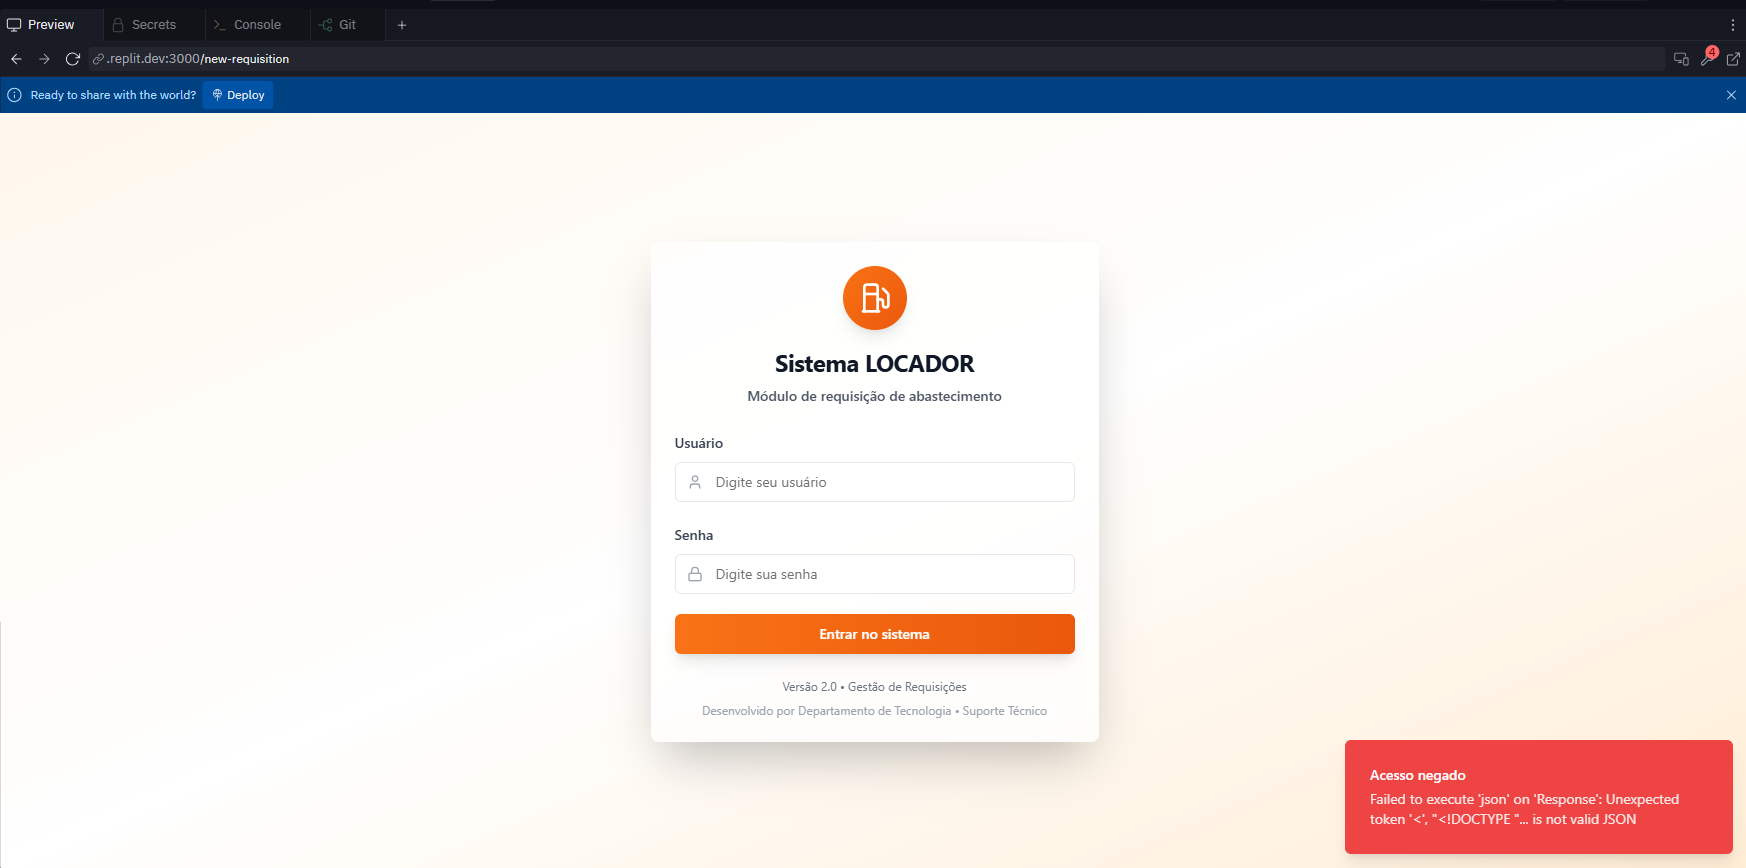 Preview
Secrets
Console
Git
.replit.dev:3000/new-requisition
4
Ready to share with the world?
Deploy
Sistema LOCADOR
Módulo de requisição de abastecimento
Usuário
Digite seu usuário
Senha
Digite sua senha
Entrar no sistema
Versão 2.0 • Gestão de Requisições
Desenvolvido por Departamento de Tecnologia • Suporte Técnico
Acesso negado
Failed to execute 'json' on 'Response': Unexpected
token '<', "<!DOCTYPE "... is not valid JSON